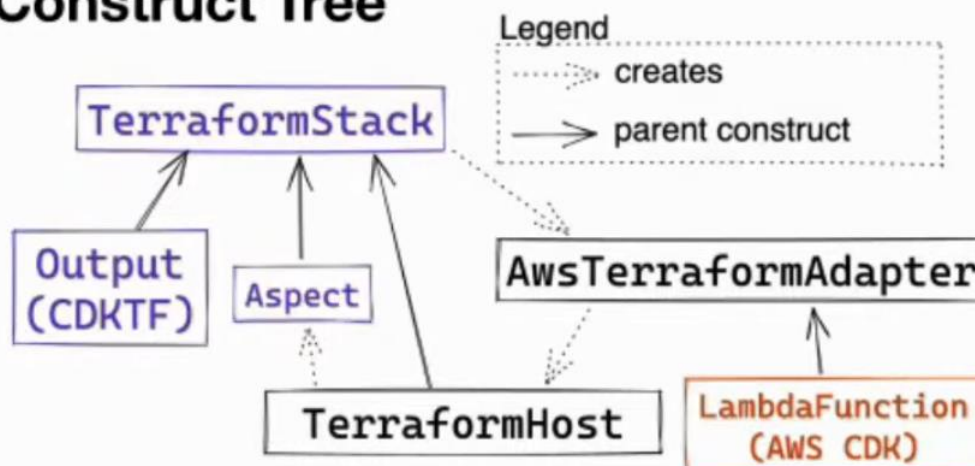 Construct Tree
Legend
creates
parent construct
TerraformStack
Output
(CDKTF)
Aspect
AwsTerraformAdapter
TerraformHost
LambdaFunction
(AWS CDK)